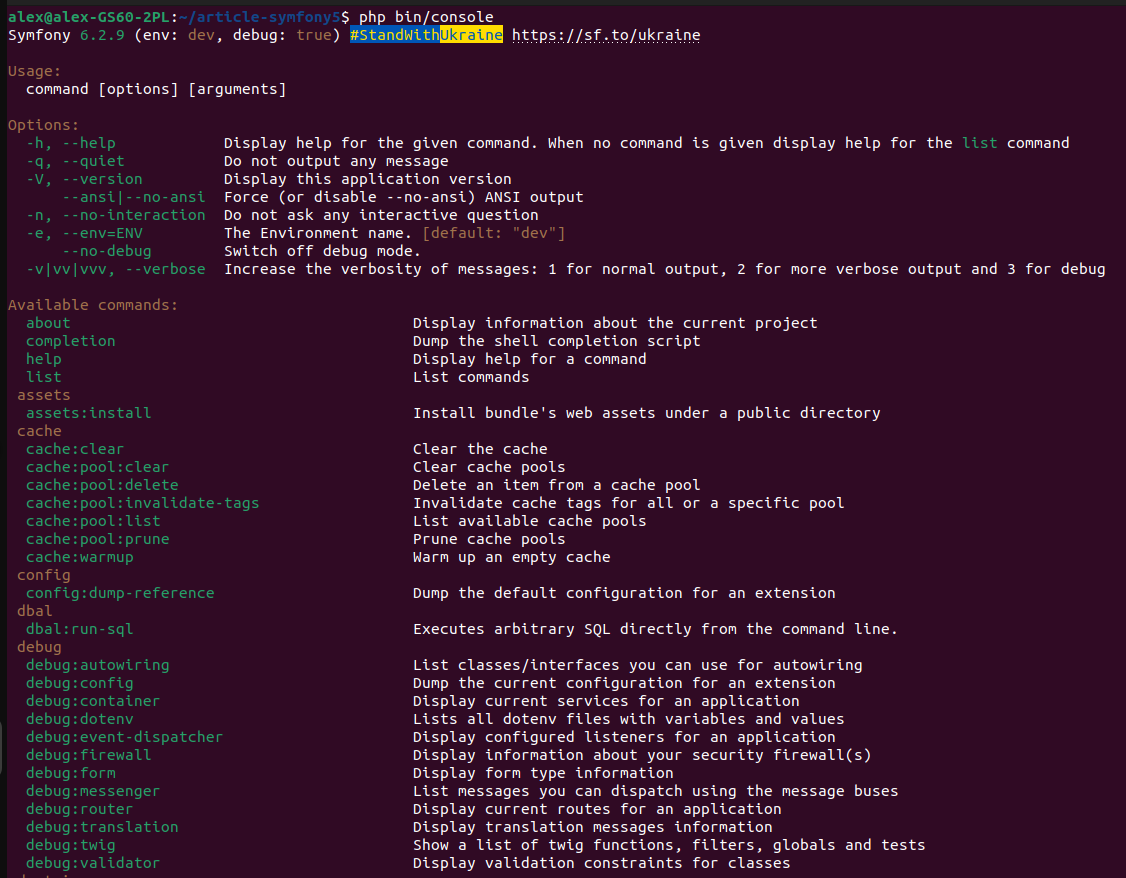 alex@alex-GS60-2PL:~/article-symfony5$ php bin/console
Symfony 6.2.9 (env: dev, debug: true) #StandWithUkraine https://sf.to/ukraine
Usage:
  command [options] [arguments]
Options:
  -h, --help            Display help for the given command. When no command is given display help for the list command
  -q, --quiet           Do not output any message
  -V, --version         Display this application version
      --ansi|--no-ansi  Force (or disable --no-ansi) ANSI output
  -n, --no-interaction  Do not ask any interactive question
  -e, --env=ENV         The Environment name. [default: "dev"]
      --no-debug        Switch off debug mode.
  -v|vv|vvv, --verbose  Increase the verbosity of messages: 1 for normal output, 2 for more verbose output and 3 for debug
Available commands:
  about                                      Display information about the current project
  completion                                 Dump the shell completion script
  help                                       Display help for a command
  list                                       List commands
 assets
  assets:install                             Install bundle's web assets under a public directory
 cache
  cache:clear                                Clear the cache
  cache:pool:clear                           Clear cache pools
  cache:pool:delete                          Delete an item from a cache pool
  cache:pool:invalidate-tags                 Invalidate cache tags for all or a specific pool
  cache:pool:list                            List available cache pools
  cache:pool:prune                           Prune cache pools
  cache:warmup                               Warm up an empty cache
 config
  config:dump-reference                      Dump the default configuration for an extension
 dbal
  dbal:run-sql                               Executes arbitrary SQL directly from the command line.
 debug
  debug:autowiring                           List classes/interfaces you can use for autowiring
  debug:config                               Dump the current configuration for an extension
  debug:container                            Display current services for an application
  debug:dotenv                               Lists all dotenv files with variables and values
  debug:event-dispatcher                     Display configured listeners for an application
  debug:firewall                             Display information about your security firewall(s)
  debug:form                                 Display form type information
  debug:messenger                            List messages you can dispatch using the message buses
  debug:router                               Display current routes for an application
  debug:translation                          Display translation messages information
  debug:twig                                 Show a list of twig functions, filters, globals and tests
  debug:validator                            Display validation constraints for classes